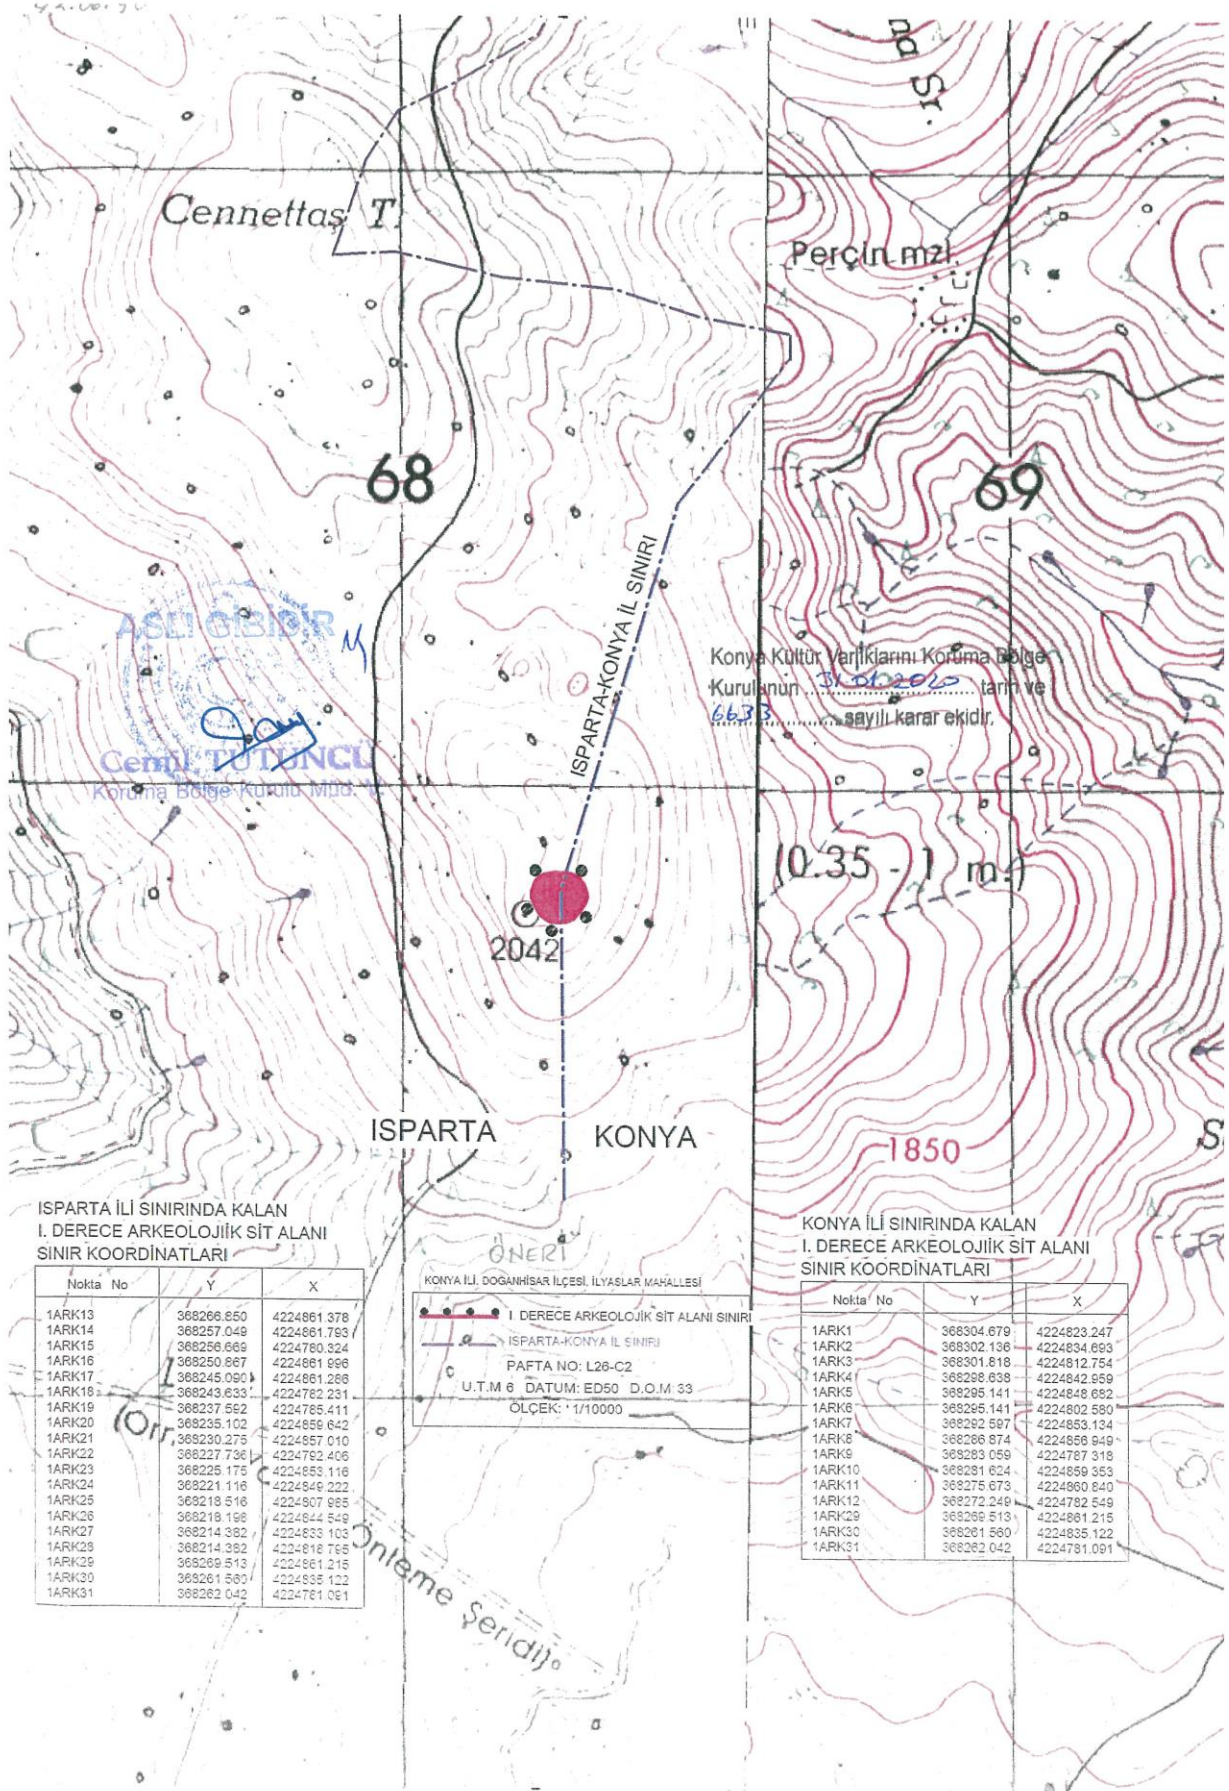 Sr.
Cennettaş T.
Perçin mzl.
68
69
ISPARTA-KONYA İL SINIRI
ASLI GİBİDİR
Cemil TÜTÜNCÜ
Koruma Bölge Kurulu Müd. V.
Konya Kültür Varlıklarını Koruma Bölge
Kurulunun 31.01.2020 tarih ve
6633 sayılı karar ekidir.
(0.35 - 1 m.)
2042
ISPARTA
KONYA
1850
ISPARTA İLİ SINIRINDA KALAN
I. DERECE ARKEOLOJİİK SİT ALANI
SINIR KOORDİNATLARI
Nokta No Y X
1ARK13 368266.850 4224861.378
1ARK14 368257.049 4224861.793
1ARK15 368256.669 4224780.324
1ARK16 368250.867 4224861.996
1ARK17 368245.090 4224861.286
1ARK18 368243.633 4224782.231
1ARK19 368237.592 4224785.411
1ARK20 368235.102 4224859.642
1ARK21 368230.275 4224857.010
1ARK22 368227.736 4224792.406
1ARK23 368225.175 4224853.116
1ARK24 368221.116 4224849.222
1ARK25 368218.516 4224807.985
1ARK26 368218.196 4224844.549
1ARK27 368214.382 4224833.103
1ARK28 368214.382 4224818.795
1ARK29 368269.513 4224861.215
1ARK30 368261.560 4224835.122
1ARK31 368262.042 4224781.091
ÖNERİ
KONYA İLİ, DOĞANHİSAR İLÇESİ, İLYASLAR MAHALLESİ
I. DERECE ARKEOLOJİK SİT ALANI SINIRI
ISPARTA-KONYA İL SINIRI
PAFTA NO: L26-C2
U.T.M 6 DATUM: ED50 D.O.M: 33
ÖLÇEK: 1/10000
KONYA İLİ SINIRINDA KALAN
I. DERECE ARKEOLOJİİK SİT ALANI
SINIR KOORDİNATLARI
Nokta No Y X
1ARK1 368304.679 4224823.247
1ARK2 368302.136 4224834.693
1ARK3 368301.818 4224812.754
1ARK4 368298.638 4224842.959
1ARK5 368295.141 4224848.682
1ARK6 368295.141 4224802.580
1ARK7 368292.597 4224853.134
1ARK8 368286.874 4224856.949
1ARK9 368283.059 4224787.318
1ARK10 368281.624 4224859.353
1ARK11 368275.673 4224860.840
1ARK12 368272.249 4224782.549
1ARK29 368269.513 4224861.215
1ARK30 368261.560 4224835.122
1ARK31 368262.042 4224781.091
Önleme Şeridi)